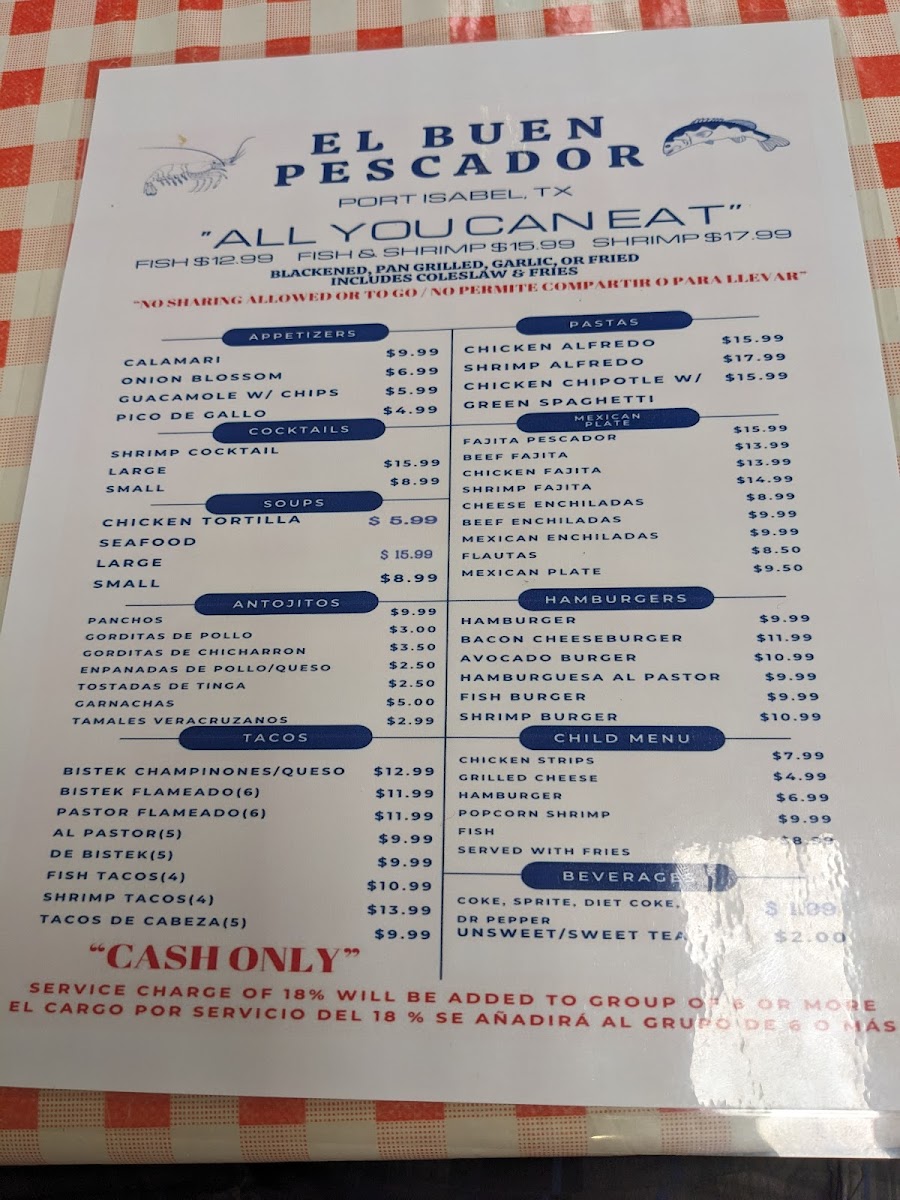 EL BUEN
PESCADOR
PORT ISABEL, TX
"ALL YOU CAN EAT"
FISH $12.99 FISH & SHRIMP $15.99 SHRIMP $17.99
BLACKENED, PAN GRILLED, GARLIC, OR FRIED
INCLUDES COLESLAW & FRIES
"NO SHARING ALLOWED OR TO GO / NO PERMITE COMPARTIR O PARA LLEVAR"
APPETIZERS
CALAMARI $9.99
ONION BLOSSOM $6.99
GUACAMOLE W/ CHIPS $5.99
PICO DE GALLO $4.99
COCKTAILS
SHRIMP COCKTAIL
LARGE $15.99
SMALL $8.99
SOUPS
CHICKEN TORTILLA $ 5.99
SEAFOOD
LARGE $ 15.99
SMALL $8.99
ANTOJITOS
PANCHOS $9.99
GORDITAS DE POLLO $3.00
GORDITAS DE CHICHARRON $3.50
ENPANADAS DE POLLO/QUESO $2.50
TOSTADAS DE TINGA $2.50
GARNACHAS $5.00
TAMALES VERACRUZANOS $2.99
TACOS
BISTEK CHAMPINONES/QUESO $12.99
BISTEK FLAMEADO(6) $11.99
PASTOR FLAMEADO(6) $11.99
AL PASTOR(5) $9.99
DE BISTEK(5) $9.99
FISH TACOS(4) $10.99
SHRIMP TACOS(4) $13.99
TACOS DE CABEZA(5) $9.99
PASTAS
CHICKEN ALFREDO $15.99
SHRIMP ALFREDO $17.99
CHICKEN CHIPOTLE W/ $15.99
GREEN SPAGHETTI
MEXICAN
PLATE
FAJITA PESCADOR $15.99
BEEF FAJITA $13.99
CHICKEN FAJITA $13.99
SHRIMP FAJITA $14.99
CHEESE ENCHILADAS $8.99
BEEF ENCHILADAS $9.99
MEXICAN ENCHILADAS $9.99
FLAUTAS $8.50
MEXICAN PLATE $9.50
HAMBURGERS
HAMBURGER $9.99
BACON CHEESEBURGER $11.99
AVOCADO BURGER $10.99
HAMBURGUESA AL PASTOR $9.99
FISH BURGER $9.99
SHRIMP BURGER $10.99
CHILD MENU
CHICKEN STRIPS $7.99
GRILLED CHEESE $4.99
HAMBURGER $6.99
POPCORN SHRIMP $9.99
FISH $8.99
SERVED WITH FRIES
BEVERAGES
COKE, SPRITE, DIET COKE, $ 1.99
DR PEPPER
UNSWEET/SWEET TEA $2.00
"CASH ONLY"
SERVICE CHARGE OF 18% WILL BE ADDED TO GROUP OF 6 OR MORE
EL CARGO POR SERVICIO DEL 18 % SE AÑADIRÁ AL GRUPO DE 6 O MÁS